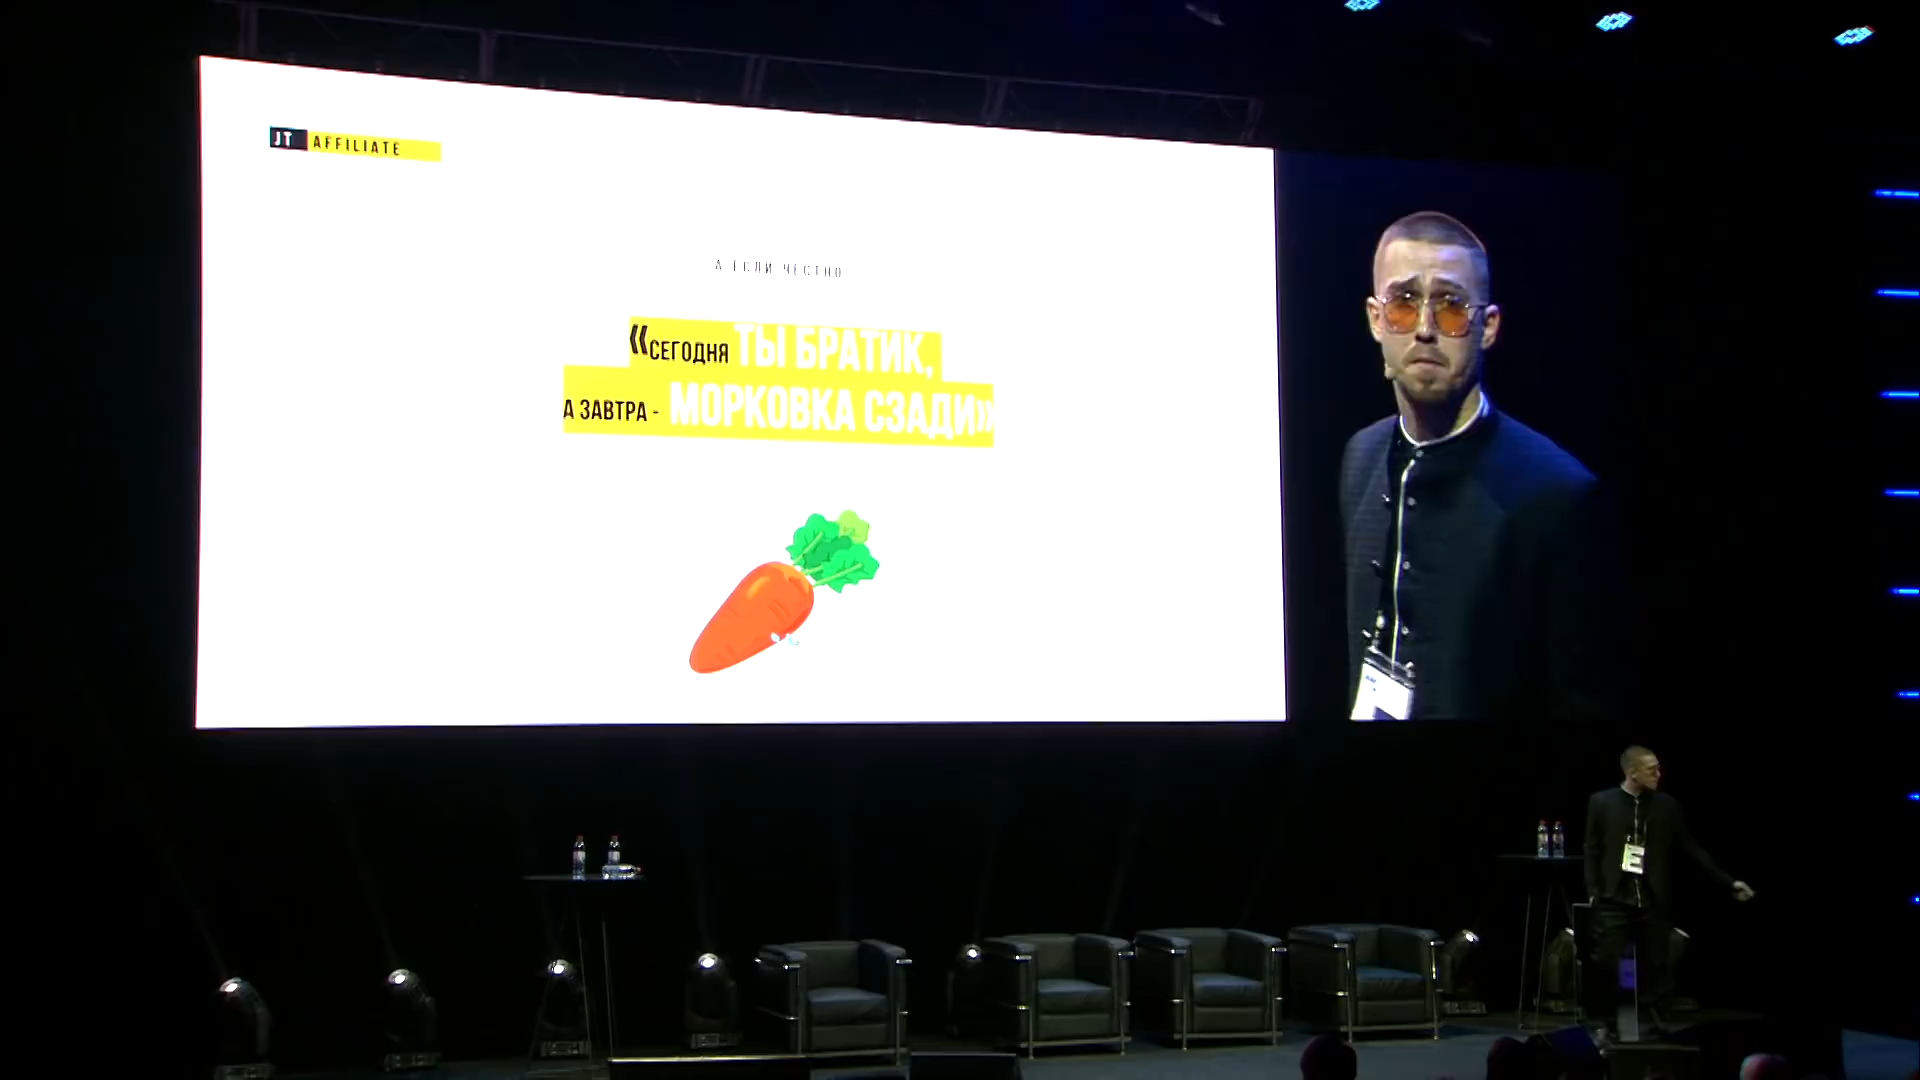 JT AFFILIATE
А ЕСЛИ ЧЕСТНО
«СЕГОДНЯ ТЫ БРАТИК,
А ЗАВТРА - МОРКОВКА СЗАДИ»